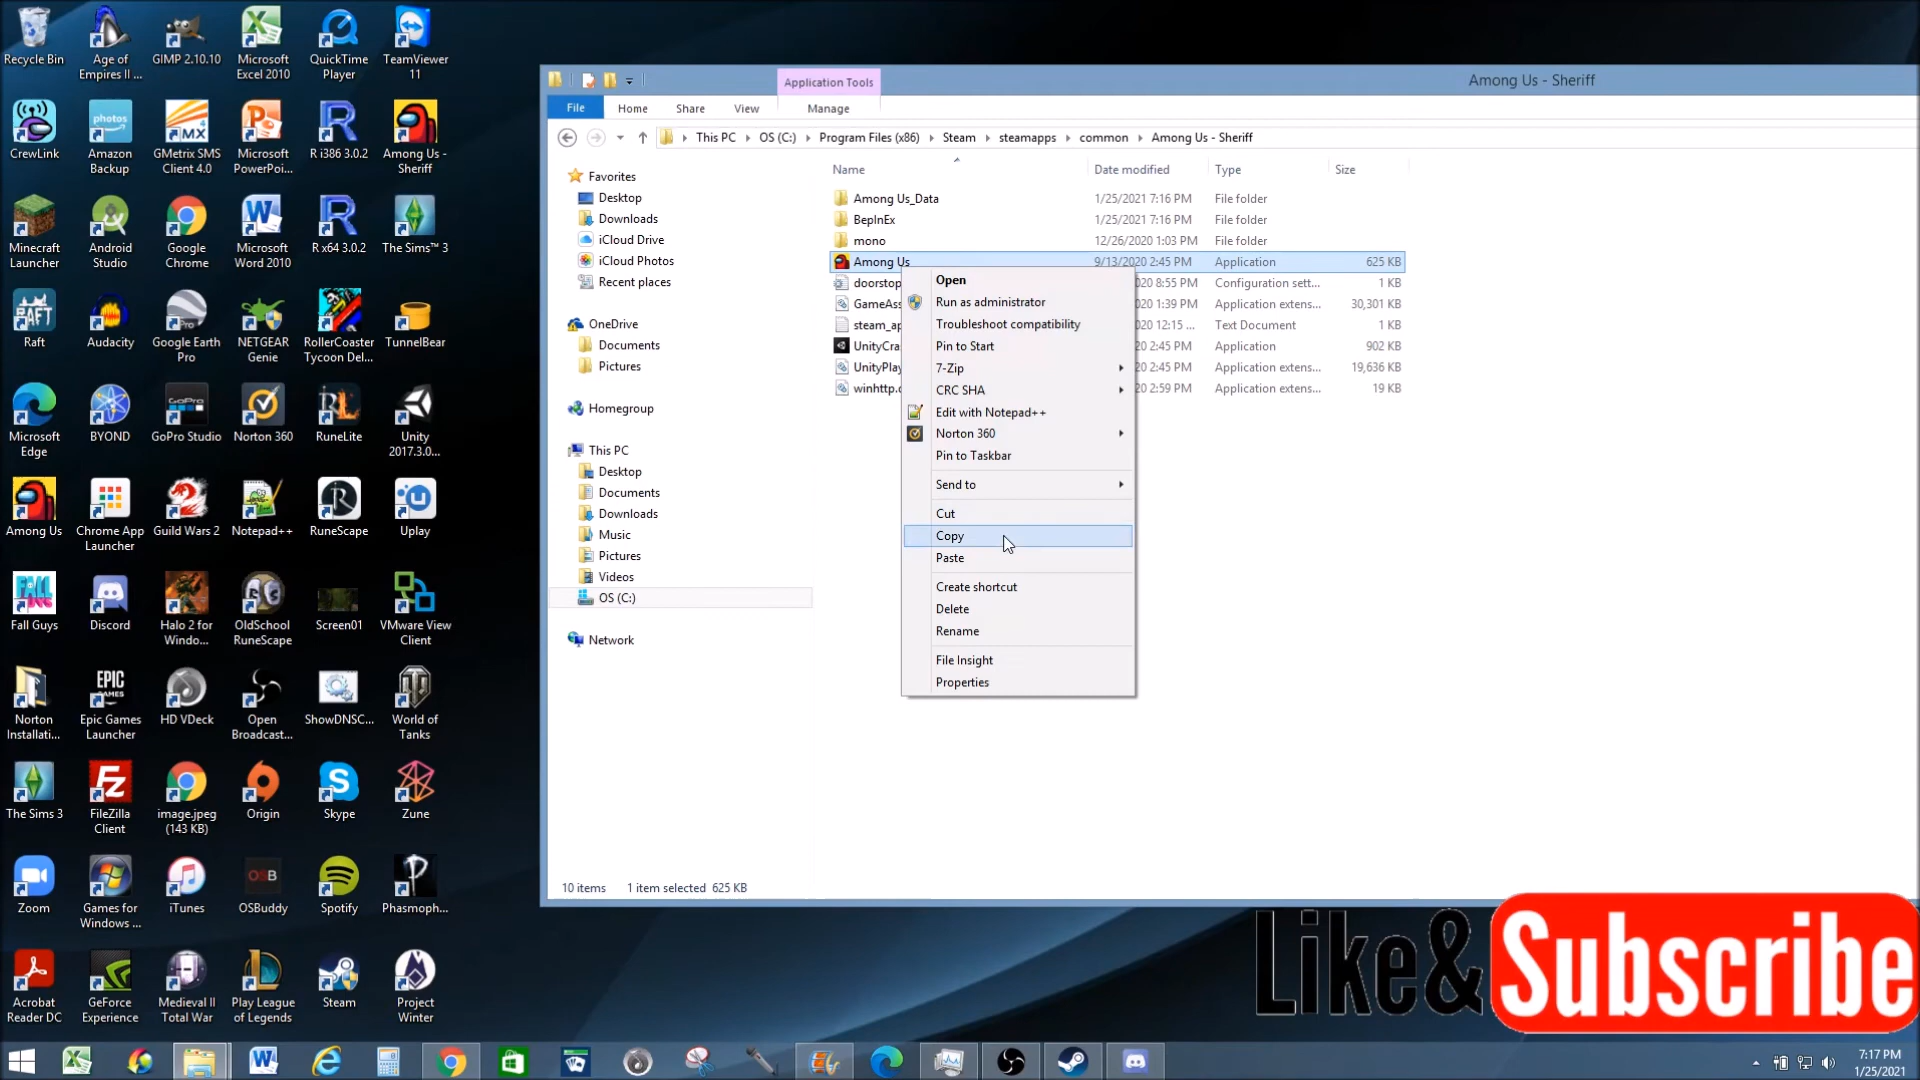 Recycle Bin
Age of
Empires II ...
GIMP 2.10.10
Microsoft
Excel 2010
QuickTime
Player
TeamViewer
11
CrewLink
Amazon
Backup
GMetrix SMS
Client 4.0
Microsoft
PowerPoi...
R i386 3.0.2
Among Us -
Sheriff
Minecraft
Launcher
Android
Studio
Google
Chrome
Microsoft
Word 2010
R x64 3.0.2
The Sims™ 3
Raft
Audacity
Google Earth
Pro
NETGEAR
Genie
RollerCoaster
Tycoon Del...
TunnelBear
Microsoft
Edge
BYOND
GoPro Studio
Norton 360
RuneLite
Unity
2017.3.0...
Among Us
Chrome App
Launcher
Guild Wars 2
Notepad++
RuneScape
Uplay
Fall Guys
Discord
Halo 2 for
Windo...
OldSchool
RuneScape
Screen01
VMware View
Client
Norton
Installati...
Epic Games
Launcher
HD VDeck
Open
Broadcast...
ShowDNSC...
World of
Tanks
The Sims 3
FileZilla
Client
image.jpeg
(143 KB)
Origin
Skype
Zune
Zoom
Games for
Windows ...
iTunes
OSBuddy
Spotify
Phasmoph...
Acrobat
Reader DC
GeForce
Experience
Medieval II
Total War
Play League
of Legends
Steam
Project
Winter
Application Tools
Among Us - Sheriff
File
Home
Share
View
Manage
This PC
OS (C:)
Program Files (x86)
Steam
steamapps
common
Among Us - Sheriff
Favorites
Desktop
Downloads
iCloud Drive
iCloud Photos
Recent places
OneDrive
Documents
Pictures
Homegroup
This PC
Desktop
Documents
Downloads
Music
Pictures
Videos
OS (C:)
Network
Name Date modified Type Size
Among Us_Data 1/25/2021 7:16 PM File folder
BepInEx 1/25/2021 7:16 PM File folder
mono 12/26/2020 1:03 PM File folder
Among Us 9/13/2020 2:45 PM Application 625 KB
doorstop 020 8:55 PM Configuration sett... 1 KB
GameAss 020 1:39 PM Application extens... 30,301 KB
steam_ap 020 12:15 ... Text Document 1 KB
UnityCra 020 2:45 PM Application 902 KB
UnityPlay 020 2:45 PM Application extens... 19,636 KB
winhttp.d 020 2:59 PM Application extens... 19 KB
Open
Run as administrator
Troubleshoot compatibility
Pin to Start
7-Zip
CRC SHA
Edit with Notepad++
Norton 360
Pin to Taskbar
Send to
Cut
Copy
Paste
Create shortcut
Delete
Rename
File Insight
Properties
10 items 1 item selected 625 KB
Like& Subscribe
7:17 PM
1/25/2021